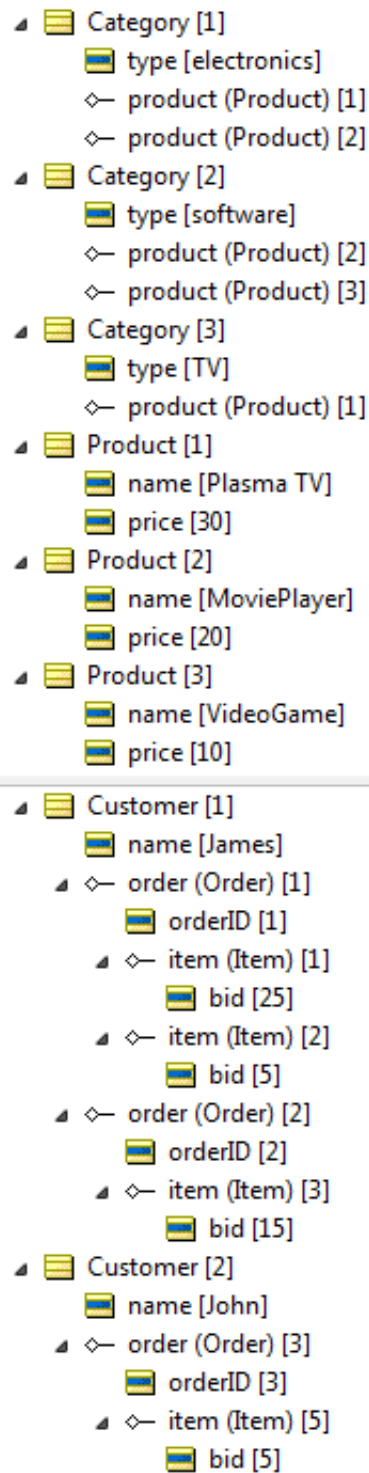 Category [1]
type [electronics]
product (Product) [1]
product (Product) [2]
Category [2]
type [software]
product (Product) [2]
product (Product) [3]
Category [3]
type [TV]
product (Product) [1]
Product [1]
name [Plasma TV]
price [30]
Product [2]
name [MoviePlayer]
price [20]
Product [3]
name [VideoGame]
price [10]
Customer [1]
name [James]
order (Order) [1]
orderID [1]
item (Item) [1]
bid [25]
item (Item) [2]
bid [5]
order (Order) [2]
orderID [2]
item (Item) [3]
bid [15]
Customer [2]
name [John]
order (Order) [3]
orderID [3]
item (Item) [5]
bid [5]